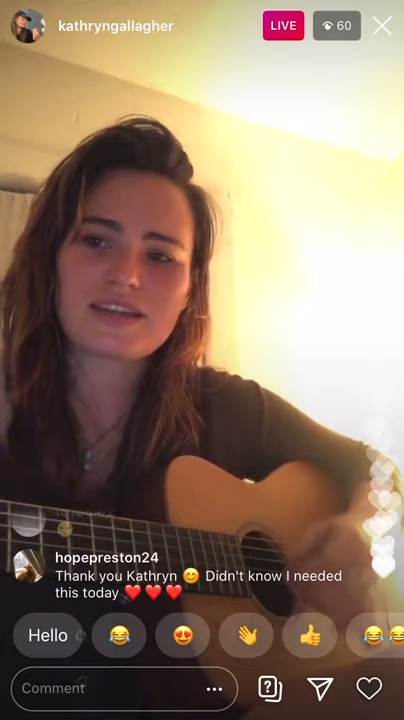 kathryngallagher
LIVE
60
hopepreston24
Thank you Kathryn 😊 Didn't know I needed
this today ❤️❤️❤️
Hello
Comment